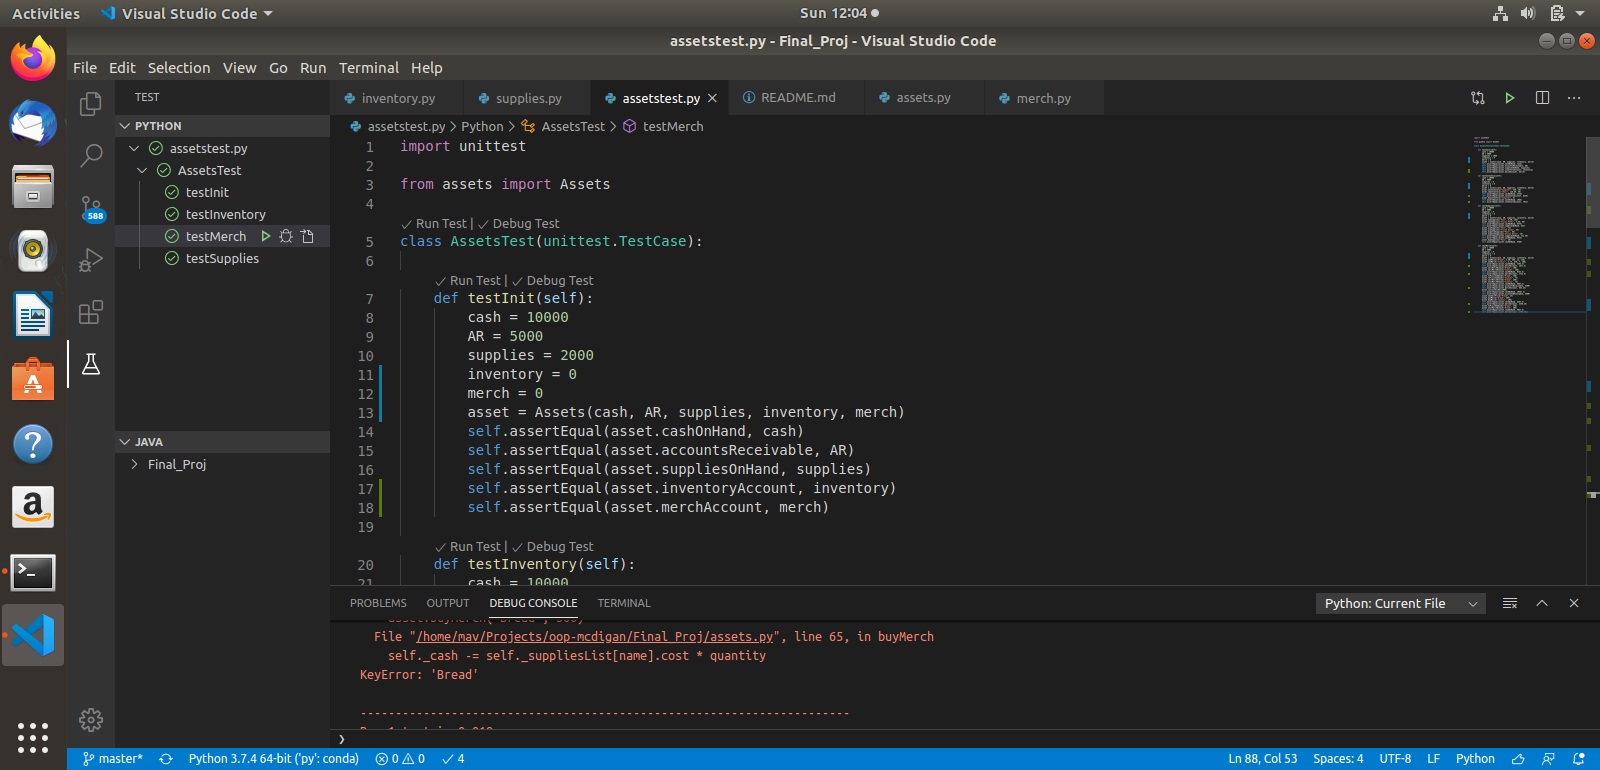 Activities Visual Studio Code Sun 12:04
assetstest.py - Final_Proj - Visual Studio Code
File Edit Selection View Go Run Terminal Help
TEST
PYTHON
assetstest.py
AssetsTest
testInit
testInventory
testMerch
testSupplies
JAVA
Final_Proj
588
inventory.py supplies.py assetstest.py README.md assets.py merch.py
assetstest.py > Python > AssetsTest > testMerch
1 import unittest
2
3 from assets import Assets
4
Run Test | Debug Test
5 class AssetsTest(unittest.TestCase):
6
Run Test | Debug Test
7 def testInit(self):
8 cash = 10000
9 AR = 5000
10 supplies = 2000
11 inventory = 0
12 merch = 0
13 asset = Assets(cash, AR, supplies, inventory, merch)
14 self.assertEqual(asset.cashOnHand, cash)
15 self.assertEqual(asset.accountsReceivable, AR)
16 self.assertEqual(asset.suppliesOnHand, supplies)
17 self.assertEqual(asset.inventoryAccount, inventory)
18 self.assertEqual(asset.merchAccount, merch)
19
Run Test | Debug Test
20 def testInventory(self):
21 cash = 10000
PROBLEMS OUTPUT DEBUG CONSOLE TERMINAL Python: Current File
File "/home/mav/Projects/oop-mcdigan/Final_Proj/assets.py", line 65, in buyMerch
self._cash -= self._suppliesList[name].cost * quantity
KeyError: 'Bread'
----------------------------------------------------------------------
master* Python 3.7.4 64-bit ('py': conda) 0 0 4 Ln 88, Col 53 Spaces: 4 UTF-8 LF Python